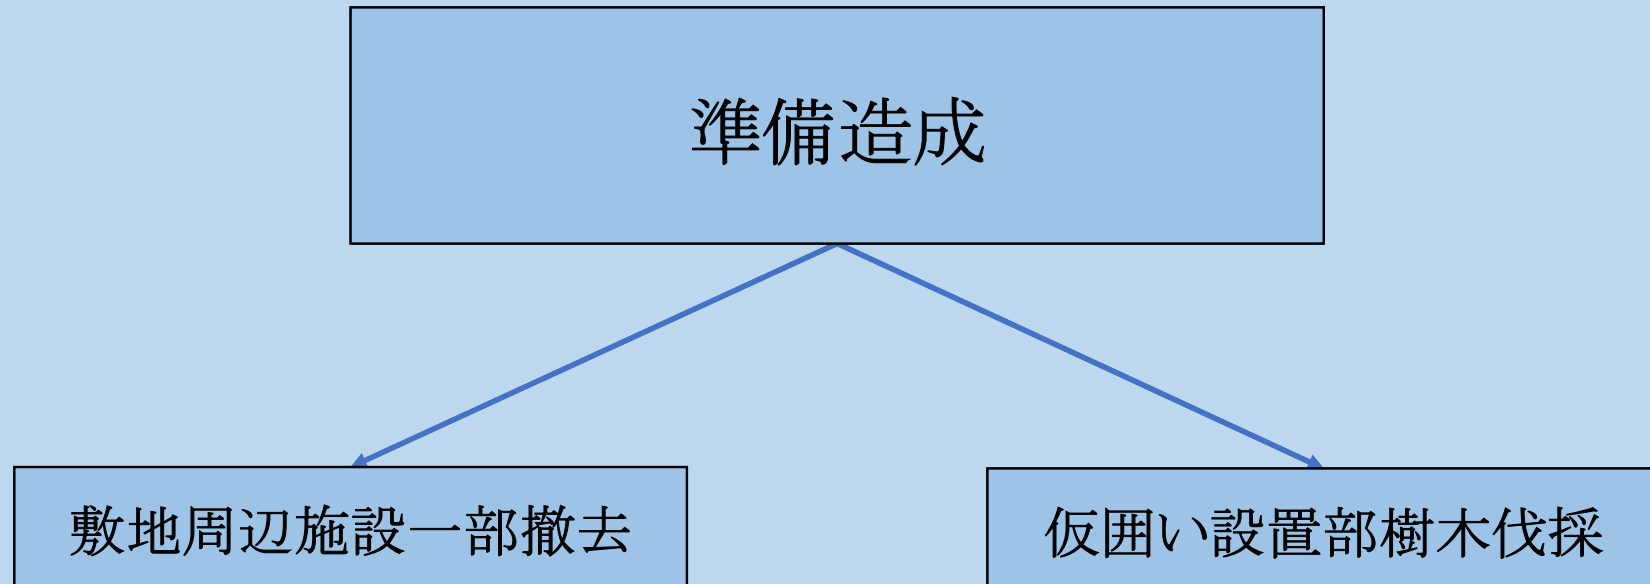 準備造成
敷地周辺施設一部撤去
仮囲い設置部樹木伐採